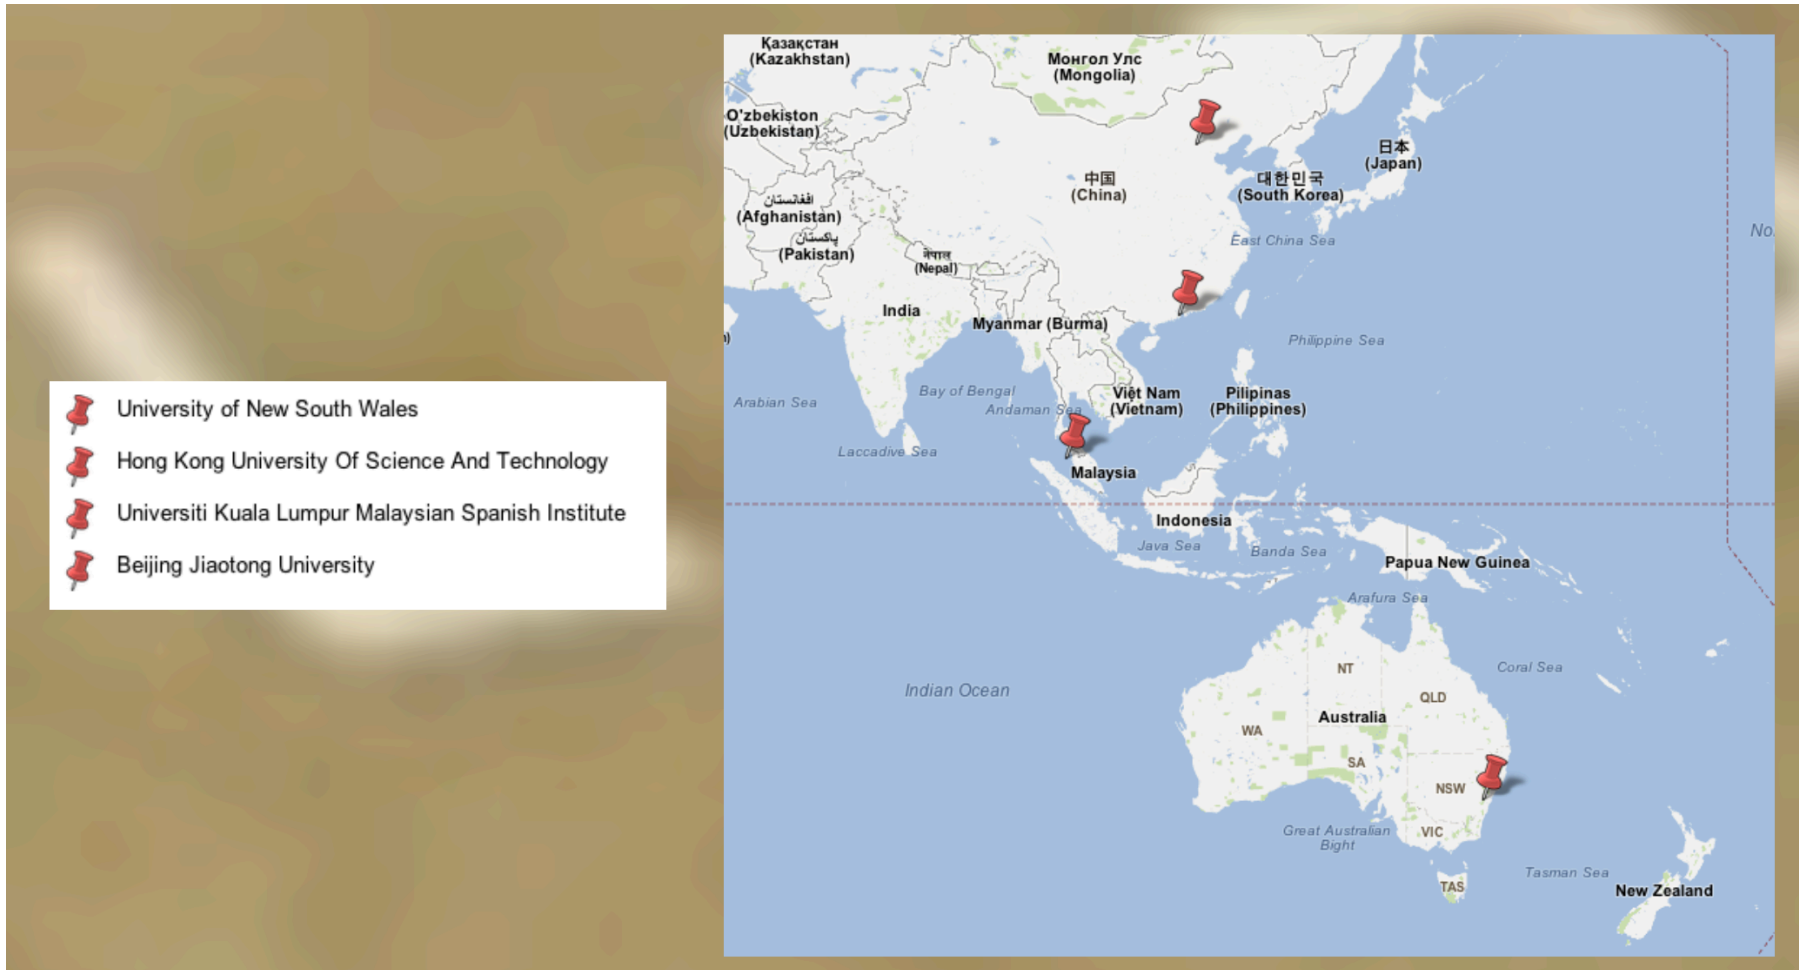 University of New South Wales
Hong Kong University Of Science And Technology
Universiti Kuala Lumpur Malaysian Spanish Institute
Beijing Jiaotong University
Қазақстан
(Kazakhstan)
Монгол Улс
(Mongolia)
O'zbekiston
(Uzbekistan)
日本
(Japan)
中国
(China)
대한민국
(South Korea)
افغانستان
(Afghanistan)
پاکستان
(Pakistan)
East China Sea
नेपाल
(Nepal)
India
Myanmar (Burma)
Philippine Sea
Arabian Sea
Bay of Bengal
Andaman Sea
Việt Nam
(Vietnam)
Pilipinas
(Philippines)
Laccadive Sea
Malaysia
Indonesia
Java Sea
Banda Sea
Papua New Guinea
Arafura Sea
Coral Sea
Indian Ocean
NT
QLD
Australia
WA
SA
NSW
Great Australian
Bight
VIC
TAS
Tasman Sea
New Zealand